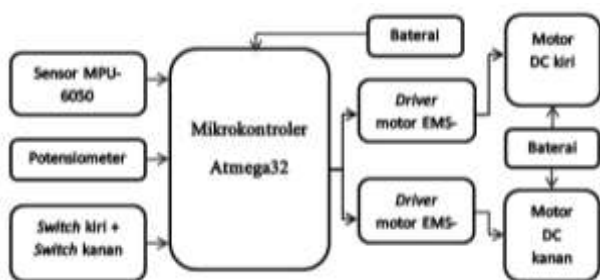 Sensor MPU-
6050
Potensiometer
Switch kiri +
Switch kanan
Mikrokontroler
Atmega32
Baterai
Driver
motor EMS-
Driver
motor EMS-
Motor
DC kiri
Baterai
Motor
DC
kanan